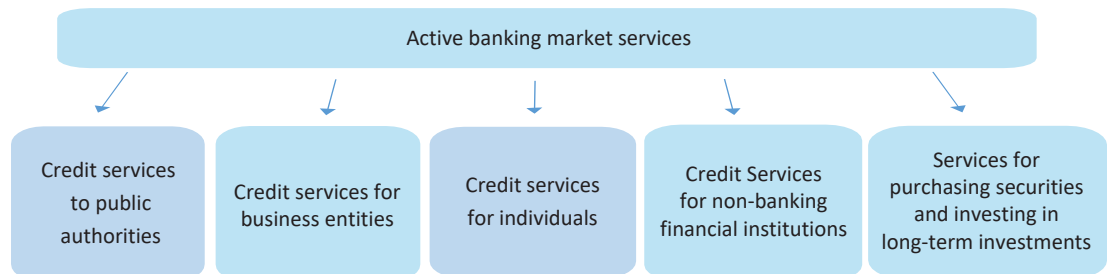 Active banking market services
Credit services
to public
authorities
Credit services for
business entities
Credit services
for individuals
Credit Services
for non-banking
financial institutions
Services for
purchasing securities
and investing in
long-term investments